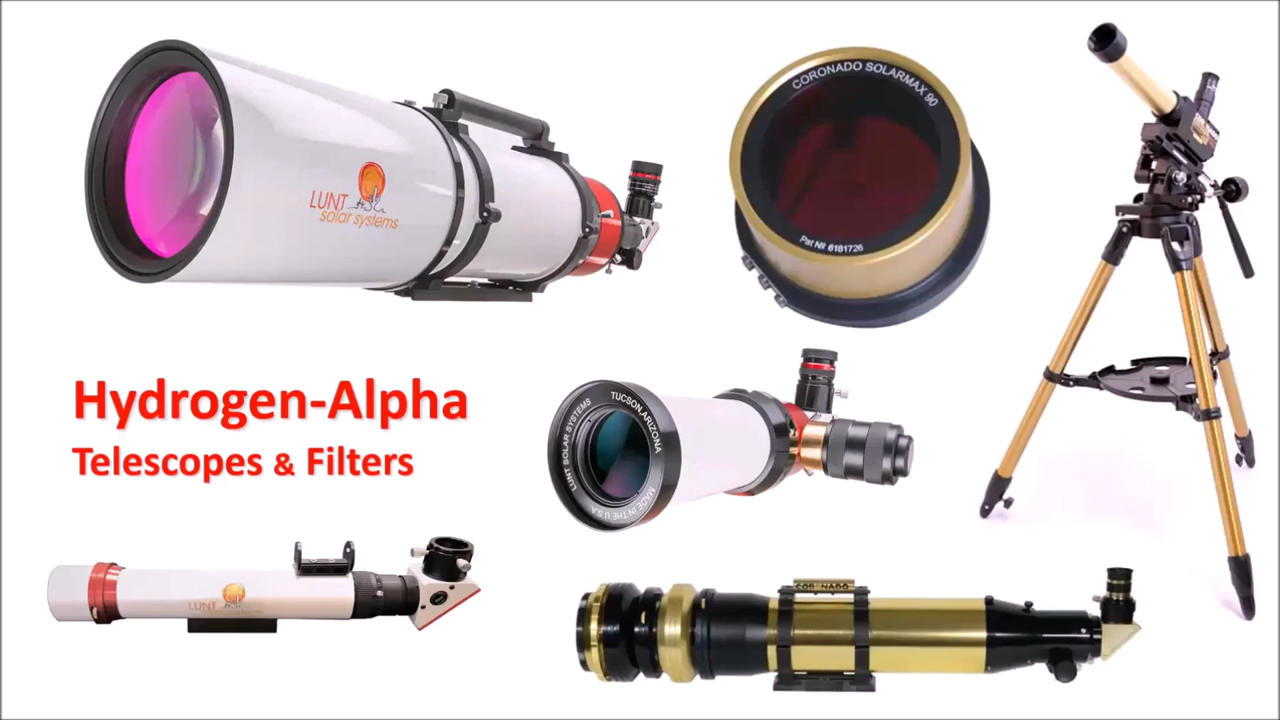 LUNT
solar systems
CORONADO SOLARMAX 90
Pat № 6181726
Hydrogen-Alpha
Telescopes & Filters
LUNT SOLAR SYSTEMS
TUCSON, ARIZONA
MADE IN THE U.S.A
LUNT